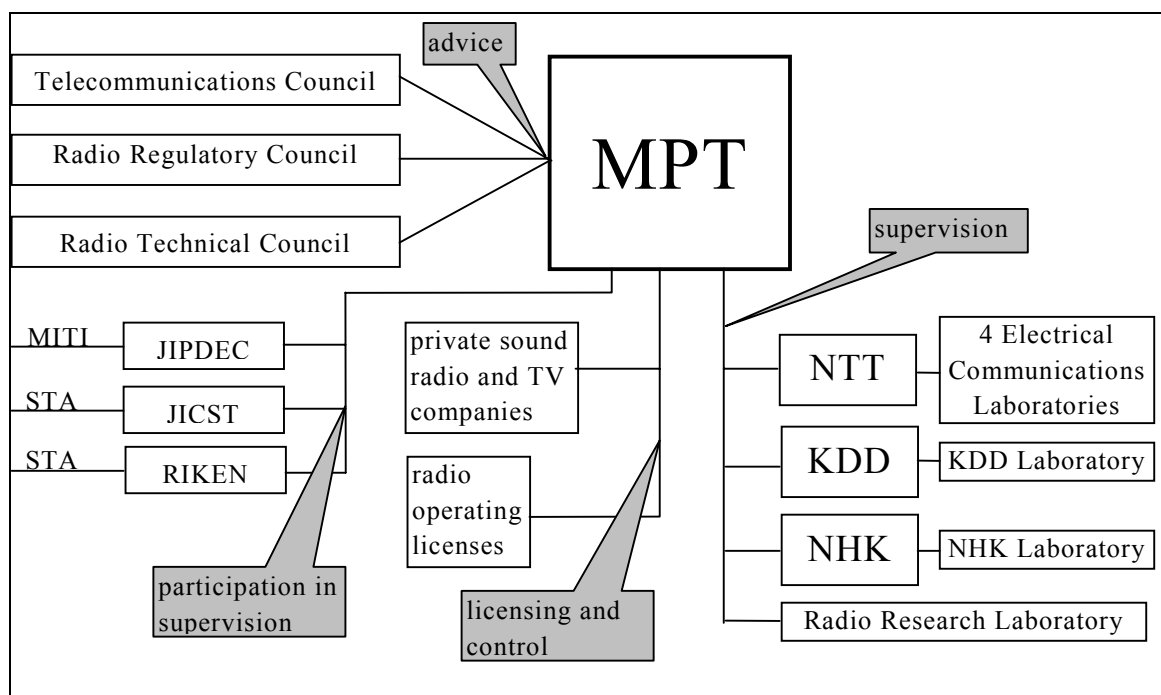 advice
Telecommunications Council
Radio Regulatory Council
Radio Technical Council
MPT
supervision
MITI
JIPDEC
STA
JICST
STA
RIKEN
private sound
radio and TV
companies
radio
operating
licenses
NTT
4 Electrical
Communications
Laboratories
KDD
KDD Laboratory
NHK
NHK Laboratory
Radio Research Laboratory
participation in
supervision
licensing and
control